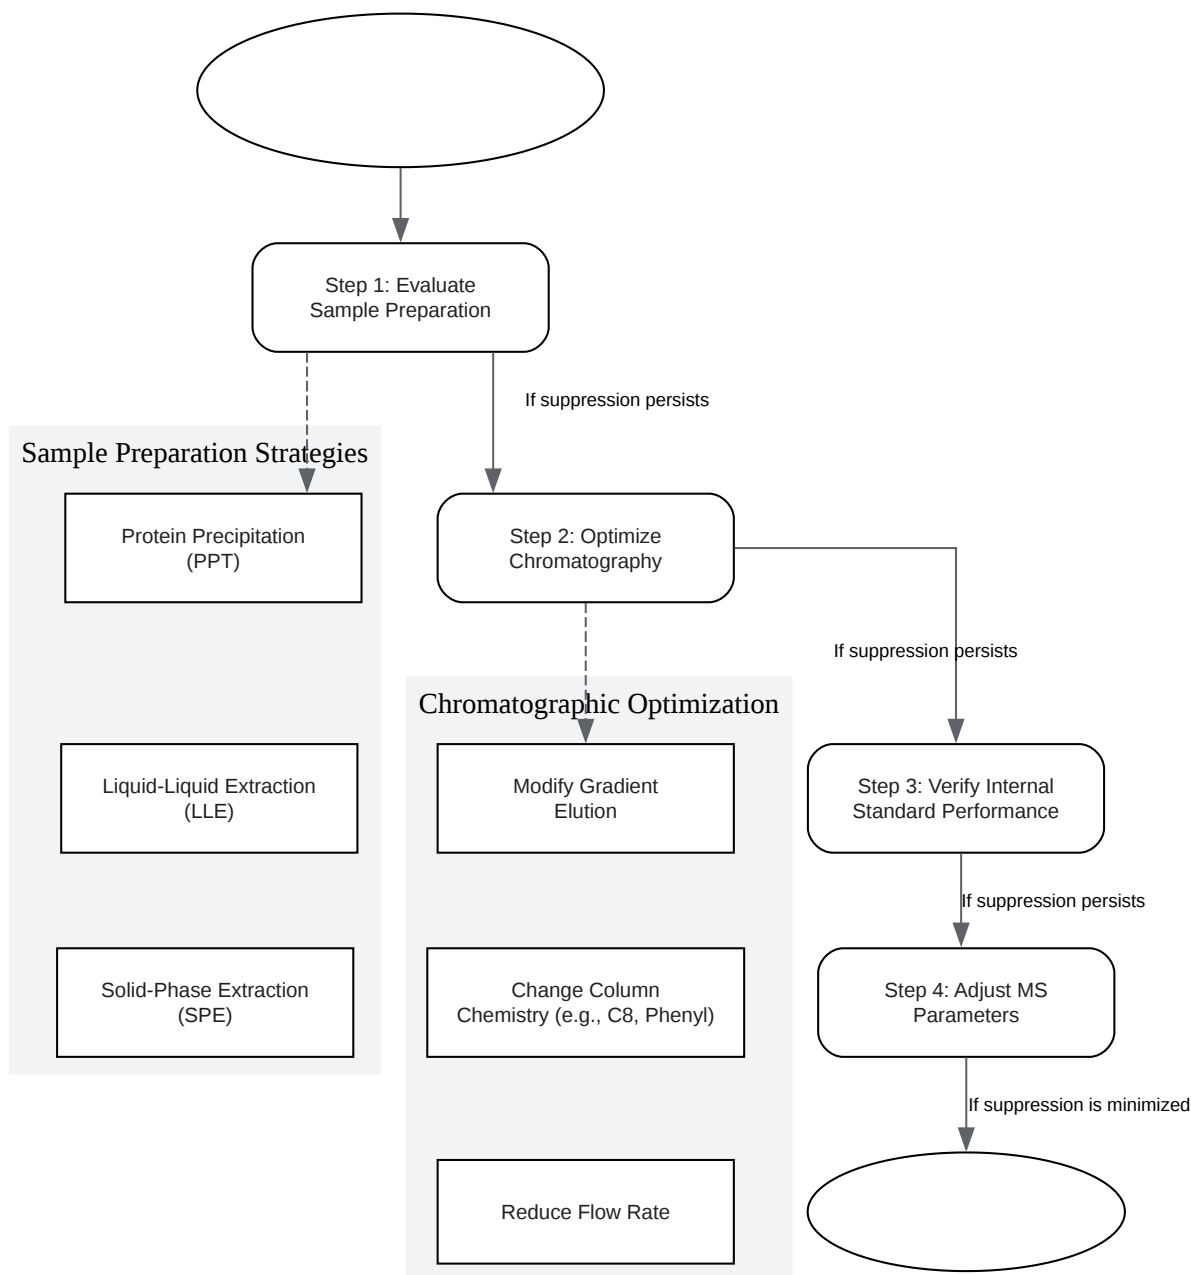 Step 1: Evaluate
Sample Preparation
If suppression persists
Sample Preparation Strategies
Protein Precipitation
(PPT)
Step 2: Optimize
Chromatography
If suppression persists
Chromatographic Optimization
Liquid-Liquid Extraction
(LLE)
Modify Gradient
Elution
Step 3: Verify Internal
Standard Performance
If suppression persists
Solid-Phase Extraction
(SPE)
Change Column
Chemistry (e.g., C8, Phenyl)
Step 4: Adjust MS
Parameters
If suppression is minimized
Reduce Flow Rate